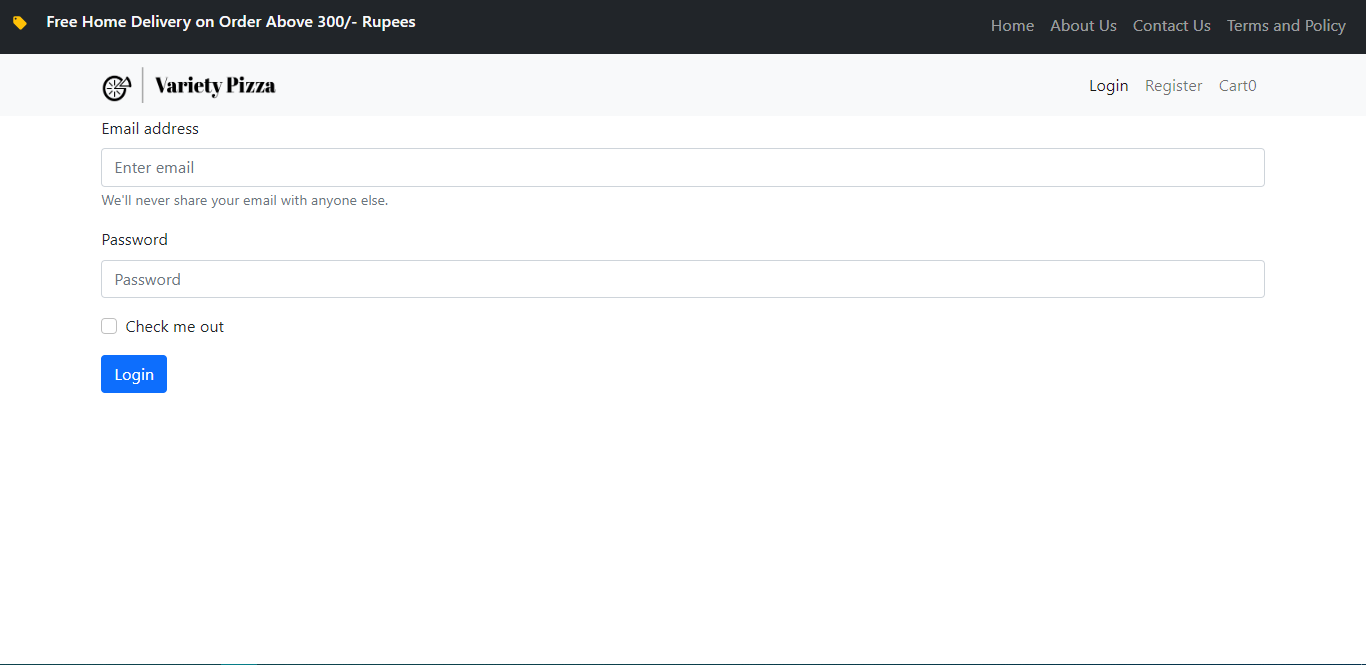 Free Home Delivery on Order Above 300/- Rupees
Home About Us Contact Us Terms and Policy
Variety Pizza
Login Register Cart0
Email address
Enter email
We'll never share your email with anyone else.
Password
Password
Check me out
Login